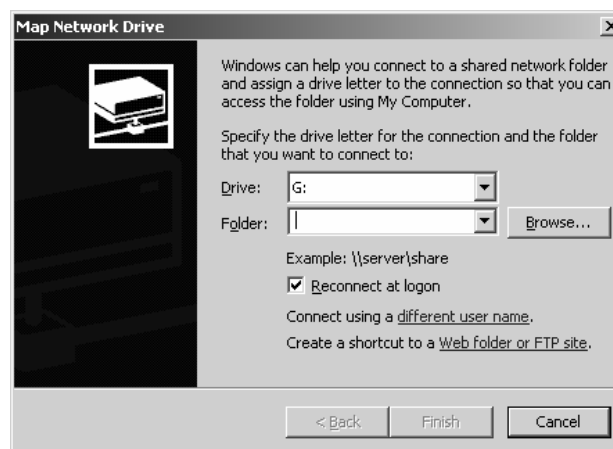 Map Network Drive
Windows can help you connect to a shared network folder
and assign a drive letter to the connection so that you can
access the folder using My Computer.
Specify the drive letter for the connection and the folder
that you want to connect to:
Drive: G:
Folder: Browse...
Example: \\server\share
Reconnect at logon
Connect using a different user name.
Create a shortcut to a Web folder or FTP site.
< Back Finish Cancel